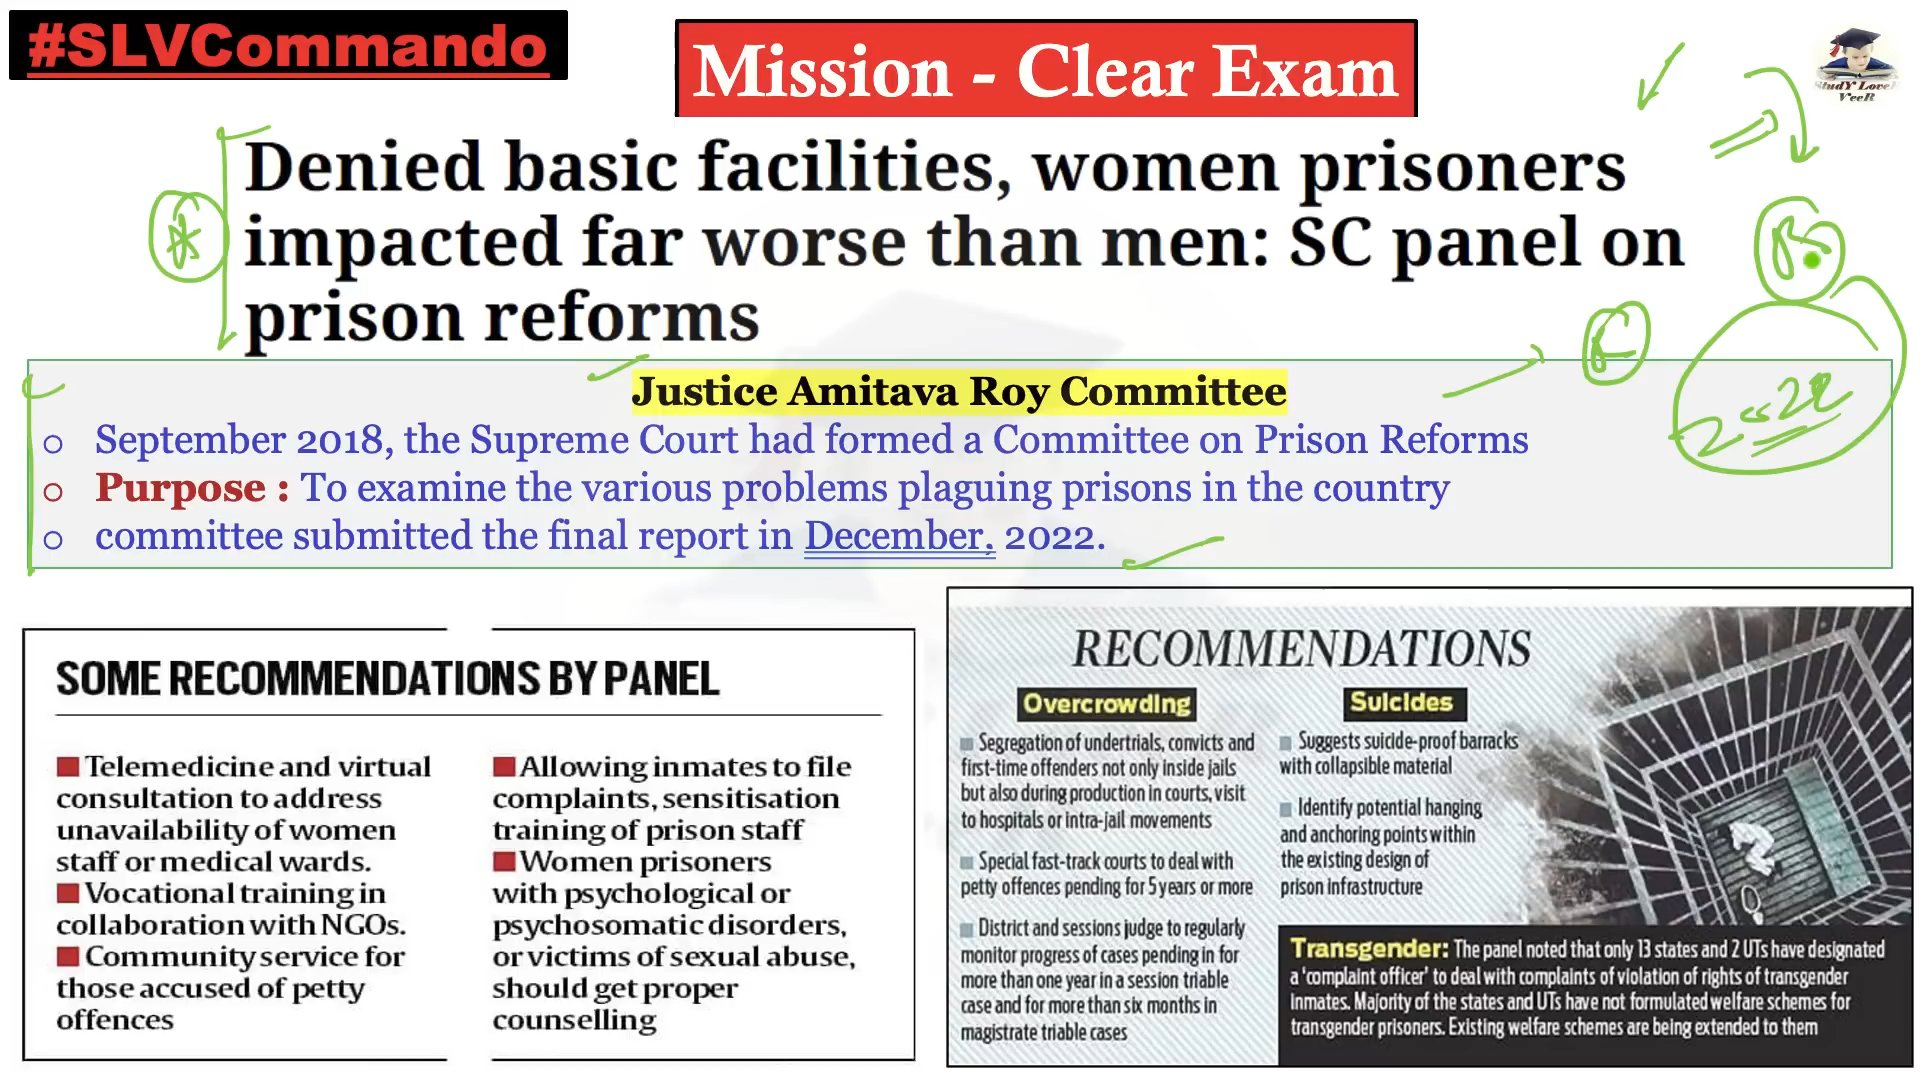 #SLVCommando
Mission - Clear Exam
StudY LoveR
VeeR
Denied basic facilities, women prisoners
impacted far worse than men: SC panel on
prison reforms
Justice Amitava Roy Committee
September 2018, the Supreme Court had formed a Committee on Prison Reforms
Purpose : To examine the various problems plaguing prisons in the country
committee submitted the final report in December, 2022.
SOME RECOMMENDATIONS BY PANEL
Telemedicine and virtual
consultation to address
unavailability of women
staff or medical wards.
Vocational training in
collaboration with NGOs.
Community service for
those accused of petty
offences
Allowing inmates to file
complaints, sensitisation
training of prison staff
Women prisoners
with psychological or
psychosomatic disorders,
or victims of sexual abuse,
should get proper
counselling
RECOMMENDATIONS
Overcrowding
Segregation of undertrials, convicts and
first-time offenders not only inside jails
but also during production in courts, visit
to hospitals or intra-jail movements
Special fast-track courts to deal with
petty offences pending for 5 years or more
District and sessions judge to regularly
monitor progress of cases pending in for
more than one year in a session triable
case and for more than six months in
magistrate triable cases
Suicides
Suggests suicide-proof barracks
with collapsible material
Identify potential hanging
and anchoring points within
the existing design of
prison infrastructure
Transgender: The panel noted that only 13 states and 2 UTs have designated
a 'complaint officer' to deal with complaints of violation of rights of transgender
inmates. Majority of the states and UTs have not formulated welfare schemes for
transgender prisoners. Existing welfare schemes are being extended to them